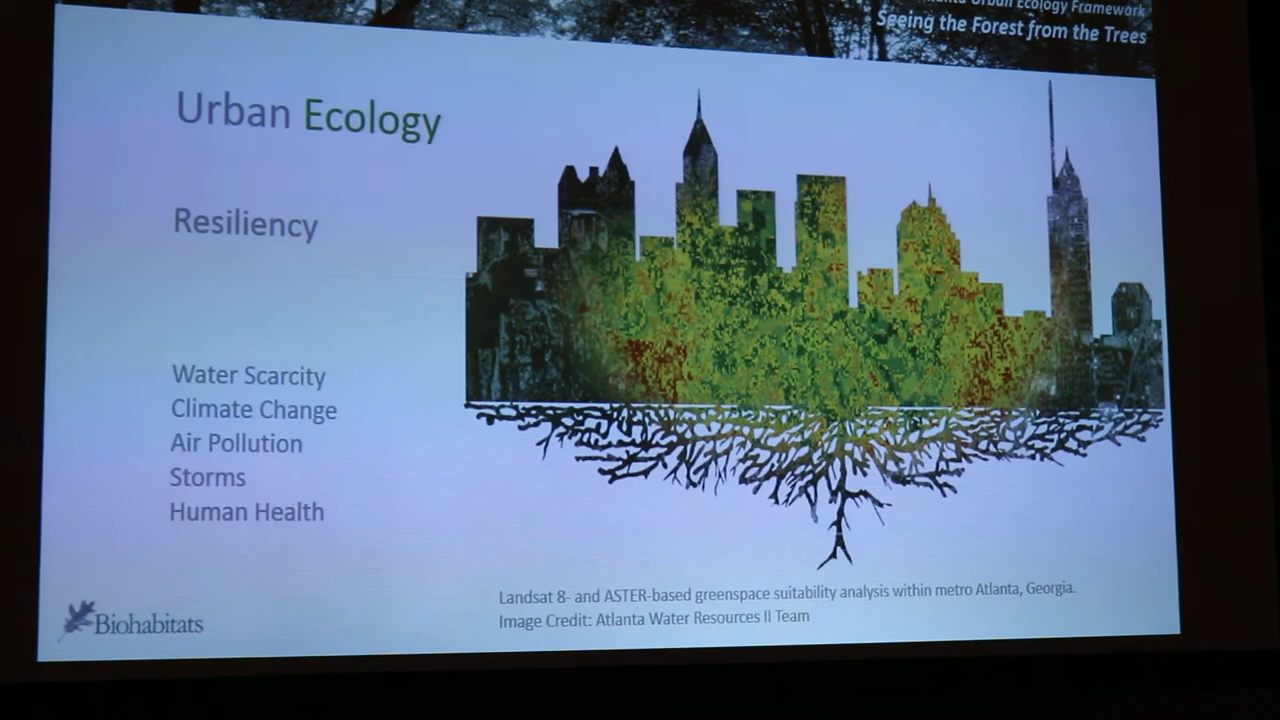 Urban Ecology Framework
Seeing the Forest from the Trees
Urban Ecology
Resiliency
Water Scarcity
Climate Change
Air Pollution
Storms
Human Health
Biohabitats
Landsat 8- and ASTER-based greenspace suitability analysis within metro Atlanta, Georgia.
Image Credit: Atlanta Water Resources II Team